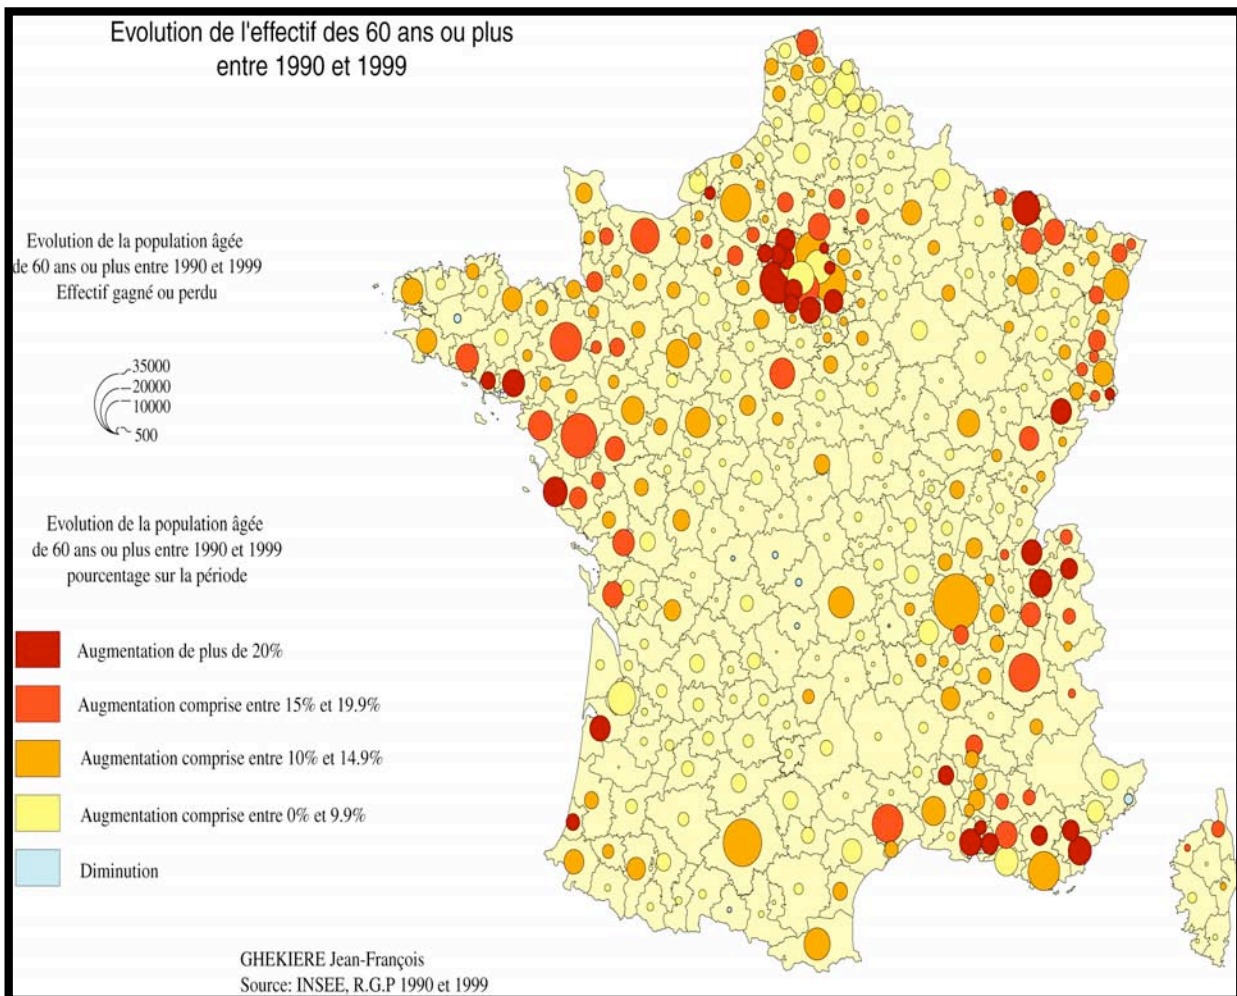 Evolution de l'effectif des 60 ans ou plus
entre 1990 et 1999
Evolution de la population âgée
de 60 ans ou plus entre 1990 et 1999
Effectif gagné ou perdu
35000
20000
10000
500
Evolution de la population âgée
de 60 ans ou plus entre 1990 et 1999
pourcentage sur la période
Augmentation de plus de 20%
Augmentation comprise entre 15% et 19.9%
Augmentation comprise entre 10% et 14.9%
Augmentation comprise entre 0% et 9.9%
Diminution
GHEKIERE Jean-François
Source: INSEE, R.G.P 1990 et 1999